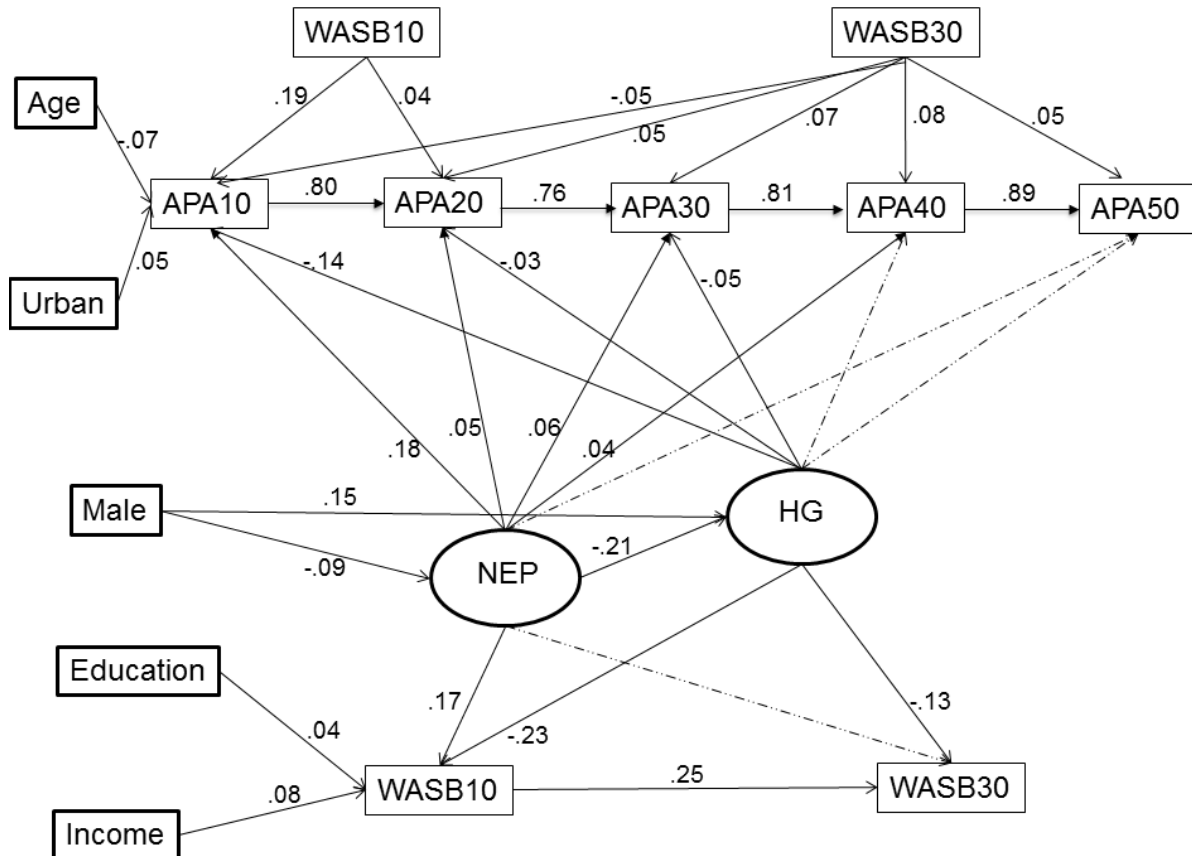 WASB10
WASB30
Age
.19
.04
-.05
.05
.07
.08
.05
-.07
APA10
.80
APA20
.76
APA30
.81
APA40
.89
APA50
.05
Urban
-.14
-.03
-.05
.18
.05
.06
.04
Male
.15
HG
-.09
NEP
-.21
Education
.17
-.23
-.13
.04
WASB10
.25
WASB30
.08
Income